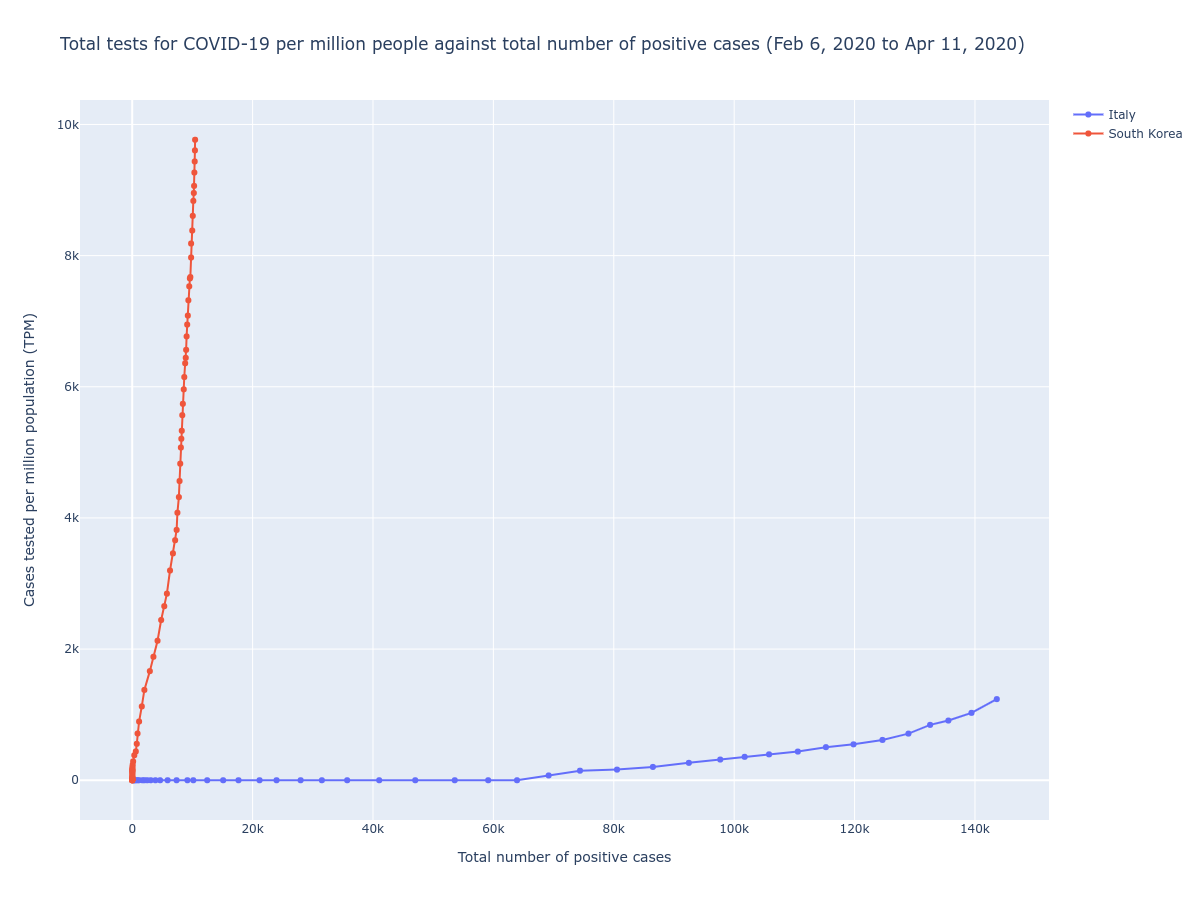 Total tests for COVID-19 per million people against total number of positive cases (Feb 6, 2020 to Apr 11, 2020)
Italy
South Korea
Cases tested per million population (TPM)
10k
8k
6k
4k
2k
0
0 20k 40k 60k 80k 100k 120k 140k
Total number of positive cases